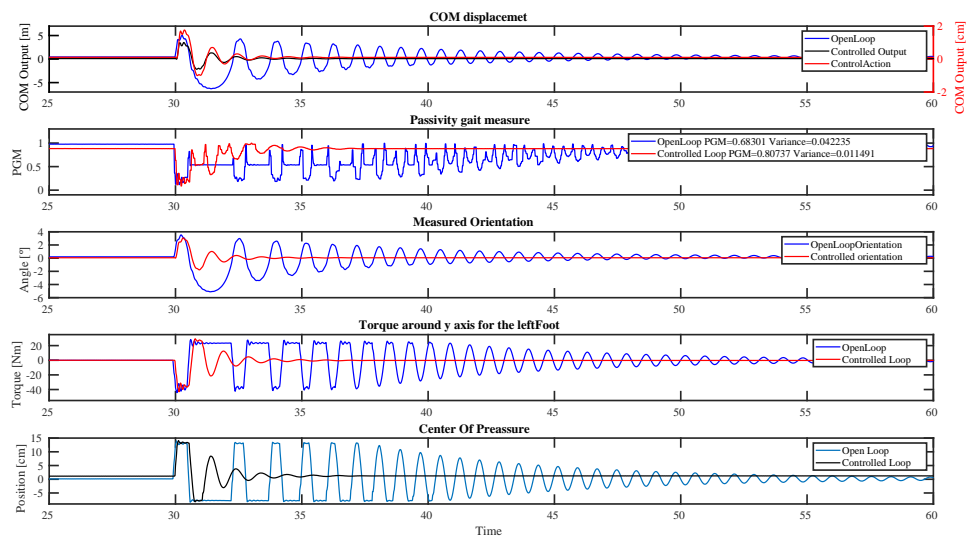 COM displacemet
COM Output [m]
5
0
-5
OpenLoop
Controlled Output
ControlAction
2
0
-2
COM Output [cm]
25 30 35 40 45 50 55 60
Passivity gait measure
PGM
1
0.5
0
OpenLoop PGM=0.68301 Variance=0.042235
Controlled Loop PGM=0.80737 Variance=0.011491
25 30 35 40 45 50 55 60
Measured Orientation
Angle [º]
4
2
0
-2
-4
-6
OpenLoopOrientation
Controlled orientation
25 30 35 40 45 50 55 60
Torque around y axis for the leftFoot
Torque [Nm]
20
0
-20
-40
OpenLoop
Controlled Loop
25 30 35 40 45 50 55 60
Center Of Preassure
Position [cm]
15
10
5
0
-5
Open Loop
Controlled Loop
25 30 35 40 45 50 55 60
Time